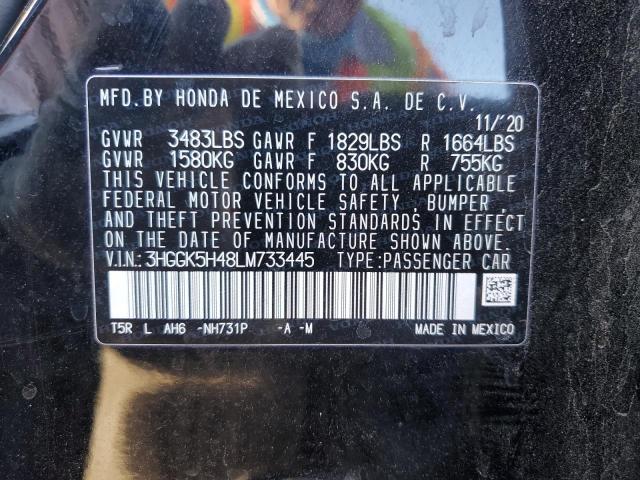 MFD.BY HONDA DE MEXICO S.A. DE C.V.
11/'20
GVWR 3483LBS GAWR F 1829LBS R 1664LBS
GVWR 1580KG GAWR F 830KG R 755KG
THIS VEHICLE CONFORMS TO ALL APPLICABLE
FEDERAL MOTOR VEHICLE SAFETY, BUMPER,
AND THEFT PREVENTION STANDARDS IN EFFECT
ON THE DATE OF MANUFACTURE SHOWN ABOVE.
V.I.N.:3HGGK5H48LM733445 TYPE:PASSENGER CAR
T5R L AH6 -NH731P -A -M MADE IN MEXICO